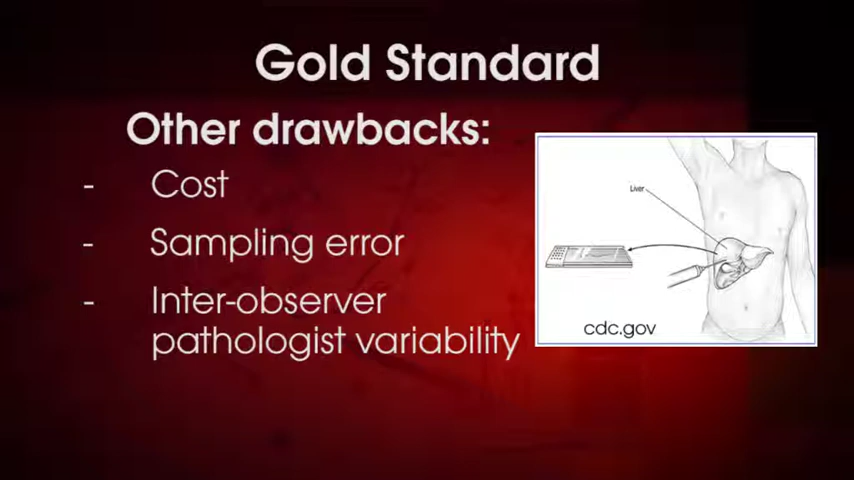 Gold Standard
Other drawbacks:
- Cost
- Sampling error
- Inter-observer
pathologist variability
Liver
cdc.gov